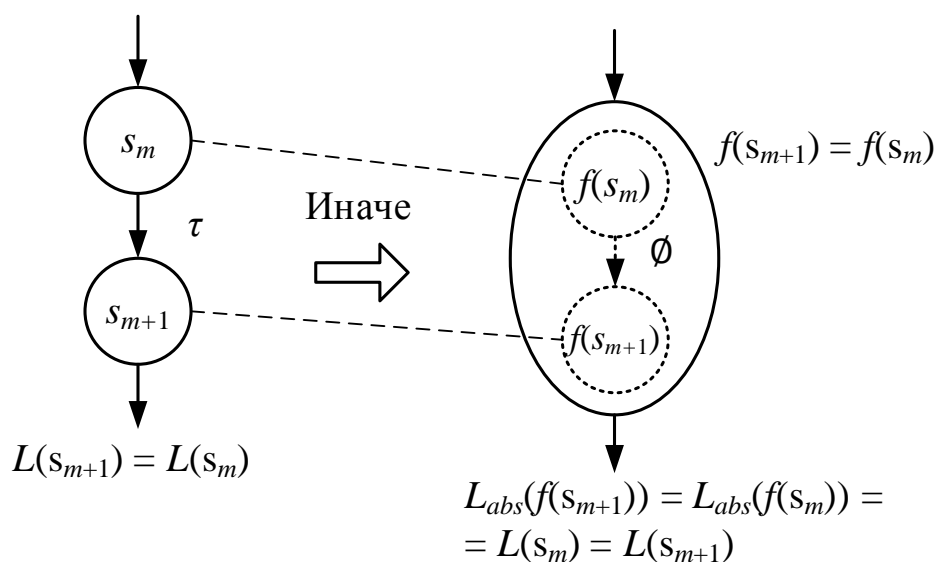 s_m
f(s_{m+1}) = f(s_m)
f(s_m)
Иначе
τ
∅
s_{m+1}
f(s_{m+1})
L(s_{m+1}) = L(s_m)
L_{abs}(f(s_{m+1})) = L_{abs}(f(s_m)) =
= L(s_m) = L(s_{m+1})